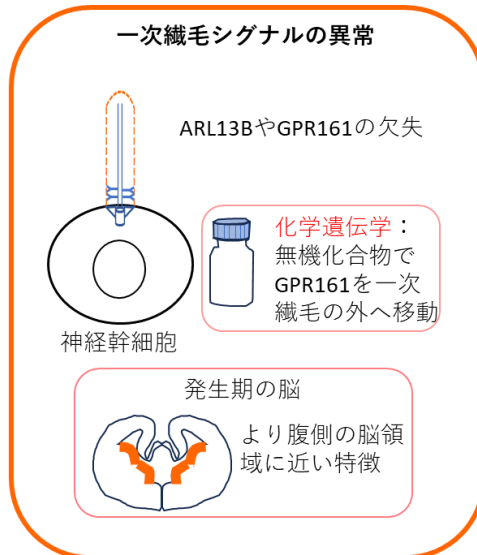 一次繊毛シグナルの異常
ARL13BやGPR161の欠失
化学遺伝学：
無機化合物で
GPR161を一次
繊毛の外へ移動
神経幹細胞
発生期の脳
より腹側の脳領
域に近い特徴